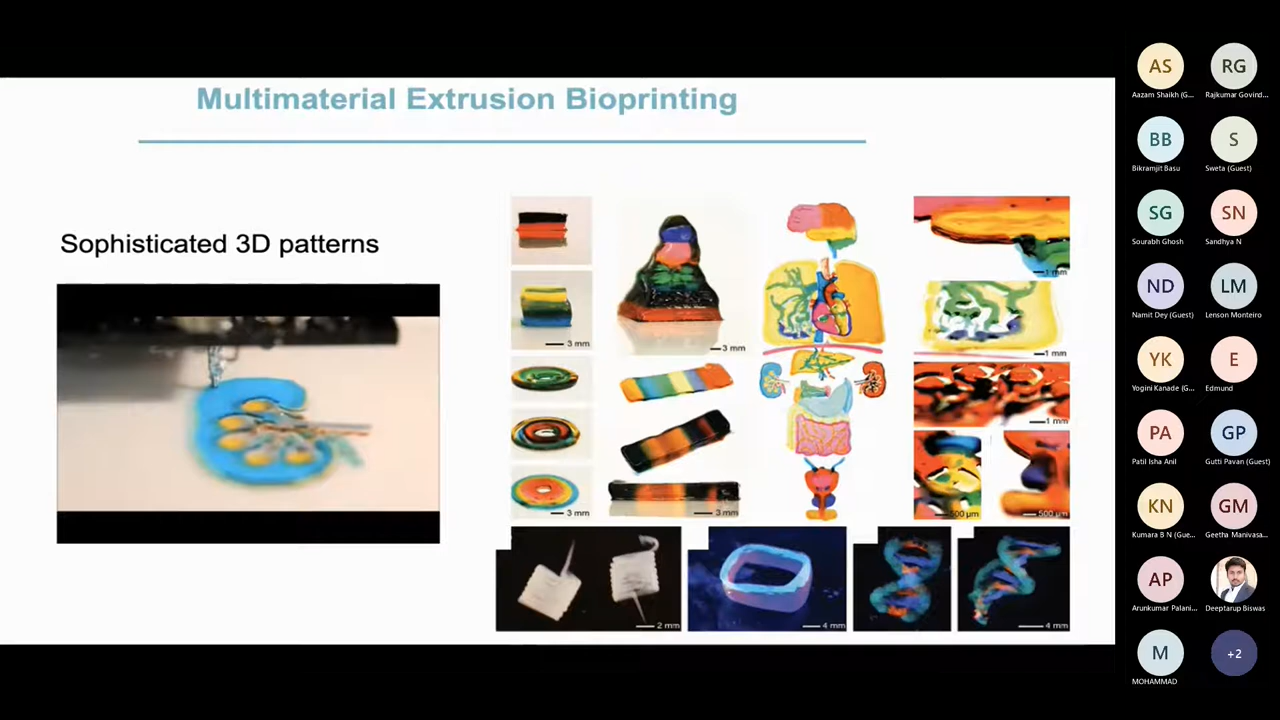 Multimaterial Extrusion Bioprinting
Sophisticated 3D patterns
3 mm
3 mm
3 mm
3 mm
1 mm
1 mm
1 mm
500 µm
500 µm
2 mm
4 mm
4 mm
AS
RG
Aazam Shaikh (G...
Rajkumar Govind...
BB
S
Bikramjit Basu
Sweta (Guest)
SG
SN
Sourabh Ghosh
Sandhya N
ND
LM
Namit Dey (Guest)
Lenson Monteiro
YK
E
Yogini Kanade (G...
Edmund
PA
GP
Patil Isha Anil
Gutti Pavan (Guest)
KN
GM
Kumara B N (Gue...
Geetha Manivasa...
AP
Arunkumar Palani...
Deeptarup Biswas
M
+2
MOHAMMAD